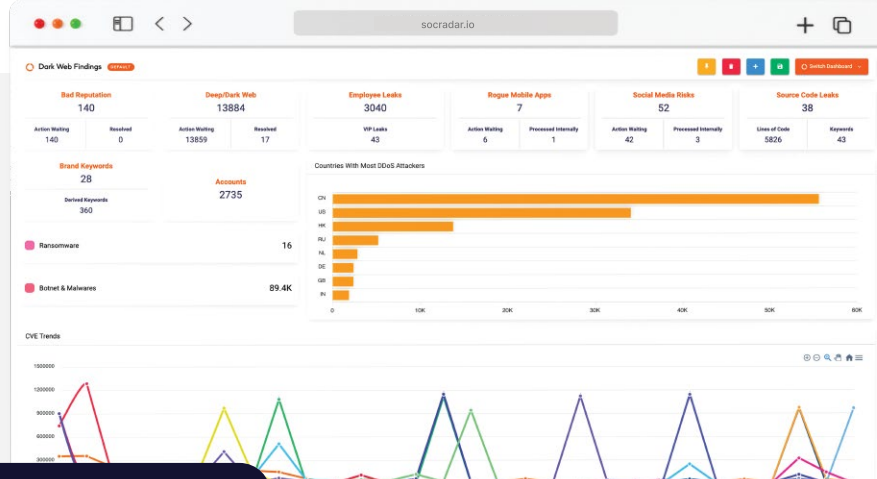 socradar.io
Dark Web Findings DEFAULT
Switch Dashboard
Bad Reputation
140
Action Waiting Resolved
140 0
Deep/Dark Web
13884
Action Waiting Resolved
13859 17
Employee Leaks
3040
VIP Leaks
43
Rogue Mobile Apps
7
Action Waiting Processed Internally
6 1
Social Media Risks
52
Action Waiting Processed Internally
42 3
Source Code Leaks
38
Lines of Code Keywords
5826 43
Brand Keywords
28
Derived Keywords
360
Accounts
2735
Ransomware 16
Botnet & Malwares 89.4K
Countries With Most DDoS Attackers
CN
US
HK
RU
NL
DE
GB
IN
0 10K 20K 30K 40K 50K 60K
CVE Trends
1500000
1200000
900000
600000
300000